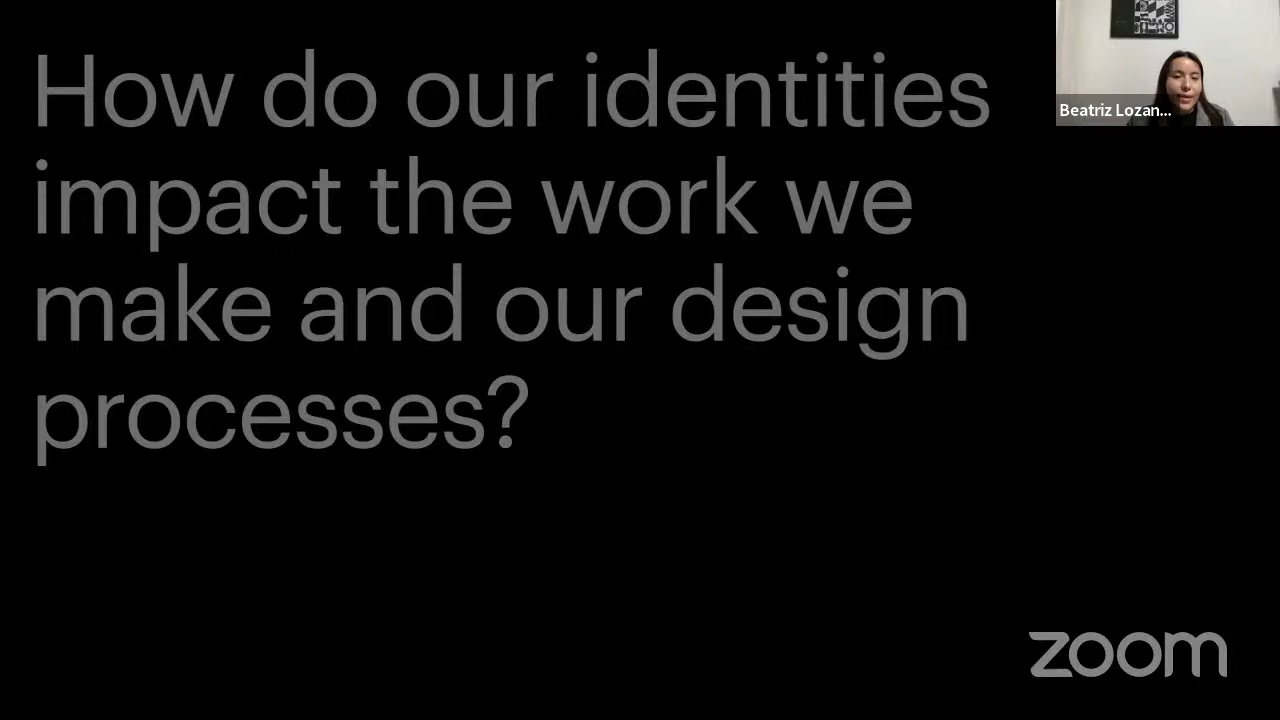 How do our identities
impact the work we
make and our design
processes?
Beatriz Lozan...
zoom